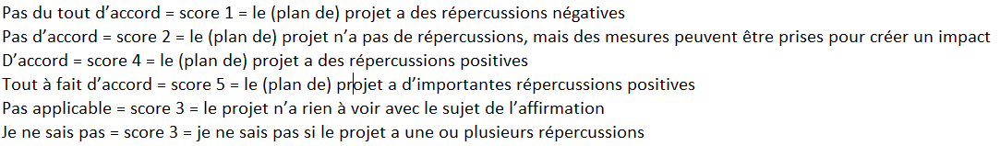 Pas du tout d’accord = score 1 = le (plan de) projet a des répercussions négatives
Pas d’accord = score 2 = le (plan de) projet n’a pas de répercussions, mais des mesures peuvent être prises pour créer un impact
D’accord = score 4 = le (plan de) projet a des répercussions positives
Tout à fait d’accord = score 5 = le (plan de) projet a d’importantes répercussions positives
Pas applicable = score 3 = le projet n’a rien à voir avec le sujet de l’affirmation
Je ne sais pas = score 3 = je ne sais pas si le projet a une ou plusieurs répercussions